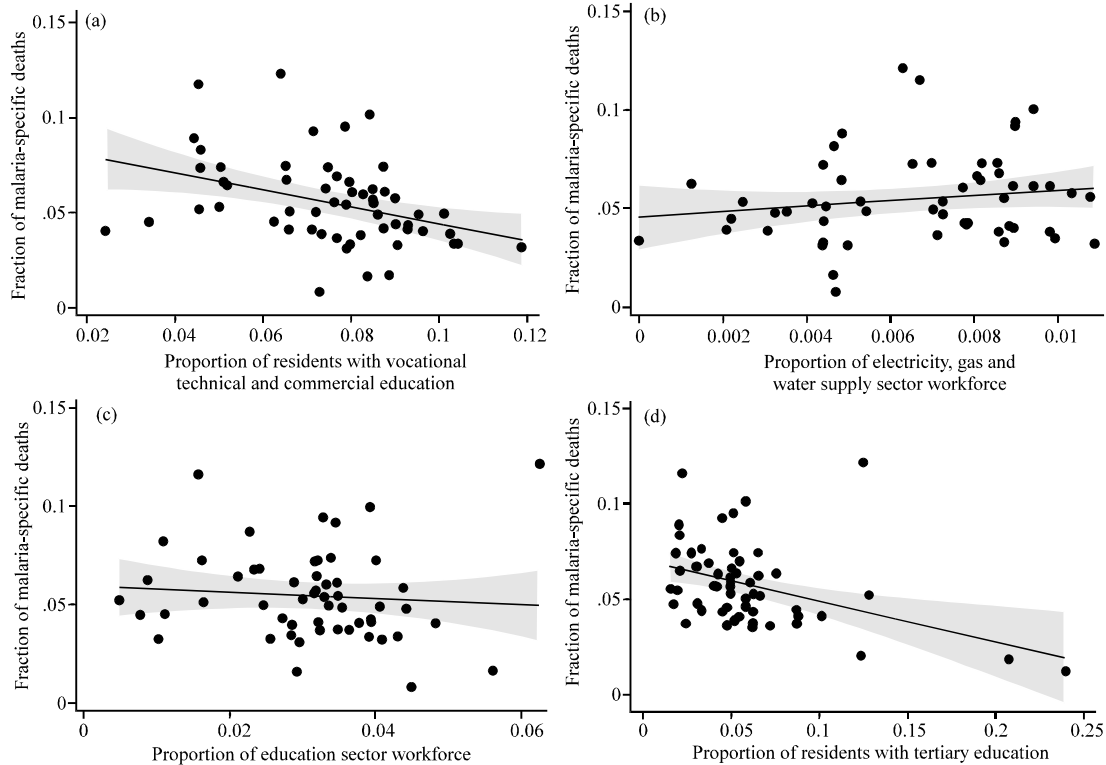 (a)
Fraction of malaria-specific deaths
0.15
0.1
0.05
0
0.02 0.04 0.06 0.08 0.1 0.12
Proportion of residents with vocational
technical and commercial education
(b)
Fraction of malaria-specific deaths
0.15
0.1
.05
0
0 0.002 0.004 0.006 0.008 0.01
Proportion of electricity, gas and
water supply sector workforce
(c)
Fraction of malaria-specific deaths
0.15
0.1
0.05
0
0 0.02 0.04 0.06
Proportion of education sector workforce
(d)
Fraction of malaria-specific deaths
0.15
0.1
0.05
0
0 0.05 0.1 0.15 0.2 0.25
Proportion of residents with tertiary education